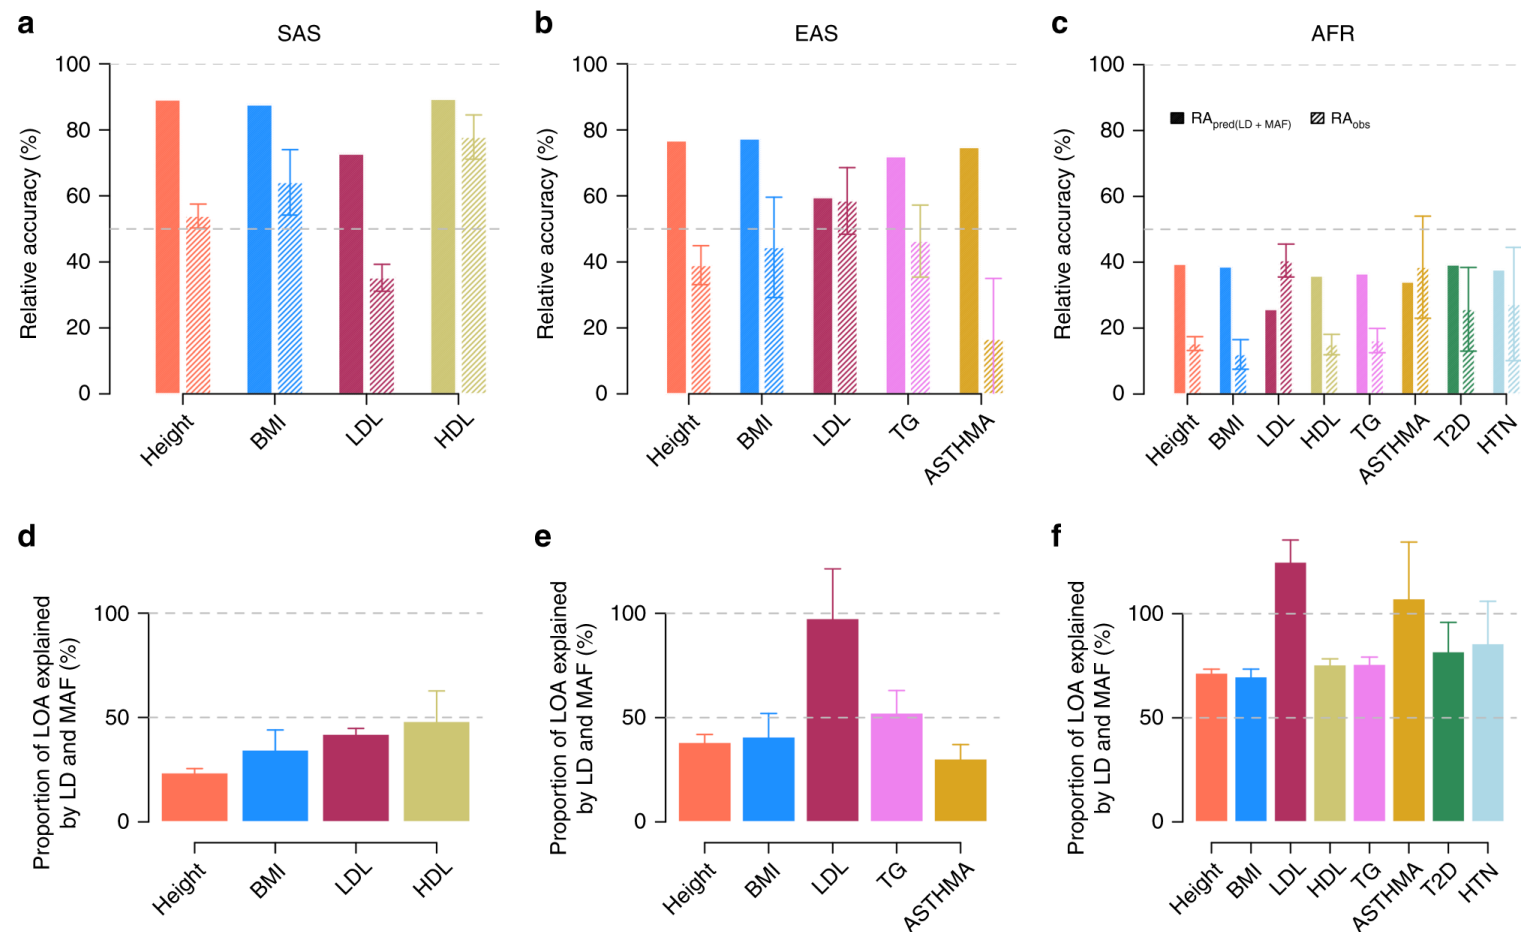 a
SAS
Relative accuracy (%)
100
80
60
40
20
0
Height
BMI
LDL
HDL
b
EAS
Relative accuracy (%)
100
80
60
40
20
0
Height
BMI
LDL
TG
ASTHMA
c
AFR
Relative accuracy (%)
100
80
60
40
20
0
RApred(LD + MAF)
RAobs
Height
BMI
LDL
HDL
TG
ASTHMA
T2D
HTN
d
Proportion of LOA explained
by LD and MAF (%)
100
50
0
Height
BMI
LDL
HDL
e
Proportion of LOA explained
by LD and MAF (%)
100
50
0
Height
BMI
LDL
TG
ASTHMA
f
Proportion of LOA explained
by LD and MAF (%)
100
50
0
Height
BMI
LDL
HDL
TG
ASTHMA
T2D
HTN